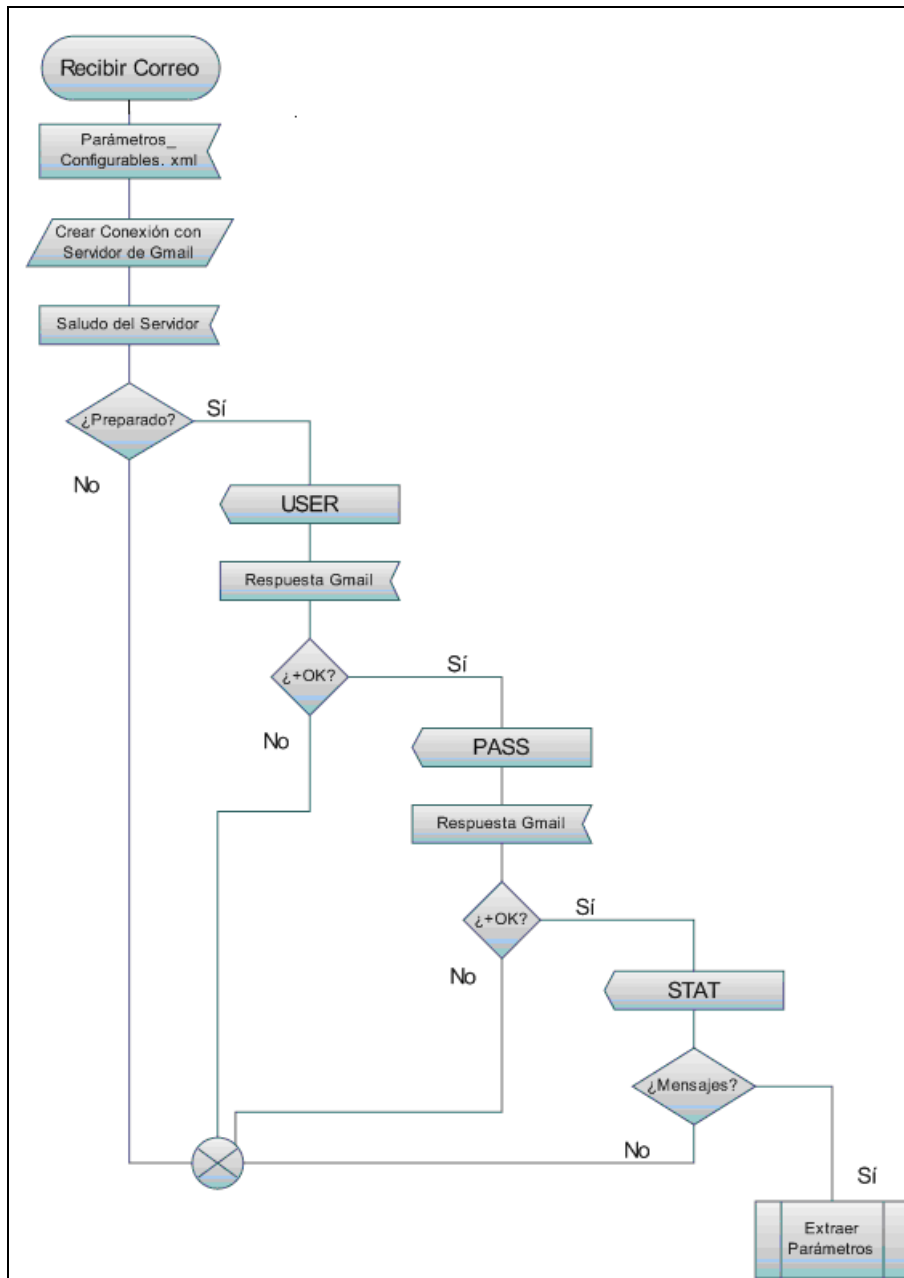 Recibir Correo
Parámetros_
Configurables. xml
Crear Conexión con
Servidor de Gmail
Saludo del Servidor
¿Preparado?
Sí
No
USER
Respuesta Gmail
¿+OK?
Sí
No
PASS
Respuesta Gmail
¿+OK?
Sí
No
STAT
¿Mensajes?
No
Sí
Extraer
Parámetros